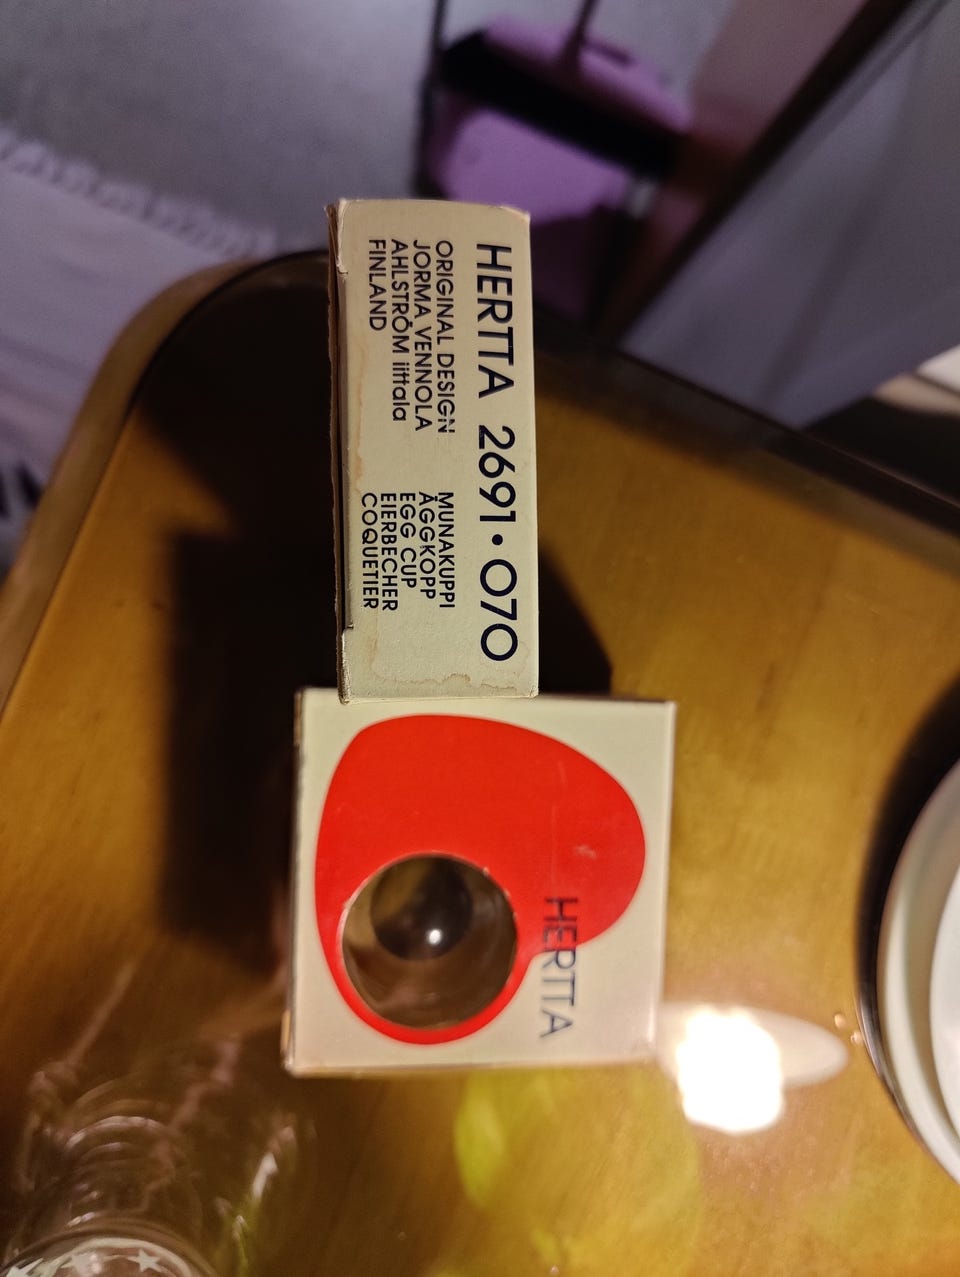 HERTTA 2691·070
ORIGINAL DESIGN
JORMA VENNOLA
AHLSTRÖM iittala
FINLAND
MUNAKUPPI
ÄGGKOPP
EGG CUP
EIERBECHER
COQUETIER
HERTTA